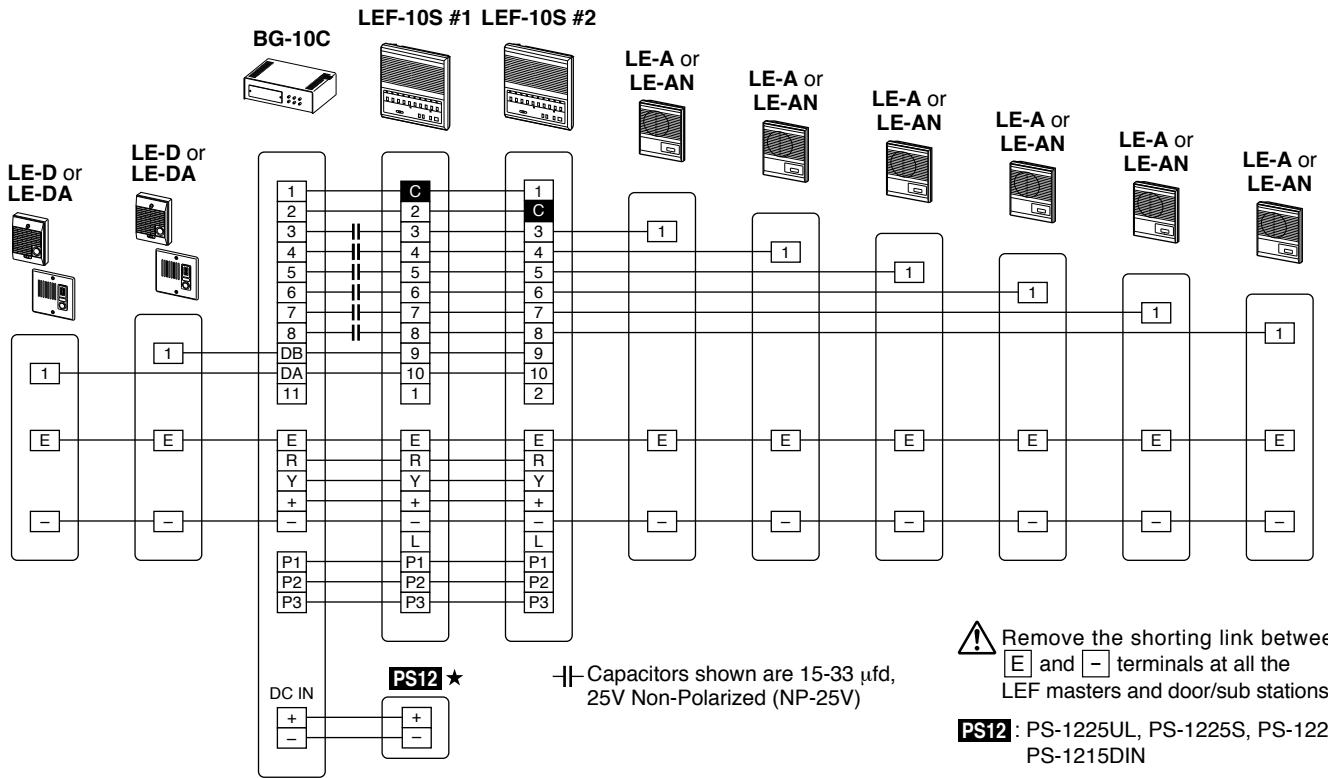 LEF-10S #1 LEF-10S #2
BG-10C
LE-A or
LE-AN
LE-A or
LE-AN
LE-A or
LE-AN
LE-A or
LE-AN
LE-A or
LE-AN
LE-A or
LE-AN
LE-D or
LE-DA
LE-D or
LE-DA
1 C 1
2 2 C
3 3 3 1
4 4 4 1
5 5 5 1
6 6 6 1
7 7 7 1
8 8 8 1
1 DB 9 9
1 DA 10 10
11 1 2
E E E E E E E E E E E
R R R
Y Y Y
+ + +
– – – – – – – – – – –
L L
P1 P1 P1
P2 P2 P2
P3 P3 P3
PS12 ★
DC IN
+ +
– –
Capacitors shown are 15-33 µfd,
25V Non-Polarized (NP-25V)
Remove the shorting link
E and – terminals at all the
LEF masters and door/sub stations
PS12 : PS-1225UL, PS-1225S,
PS-1215DIN